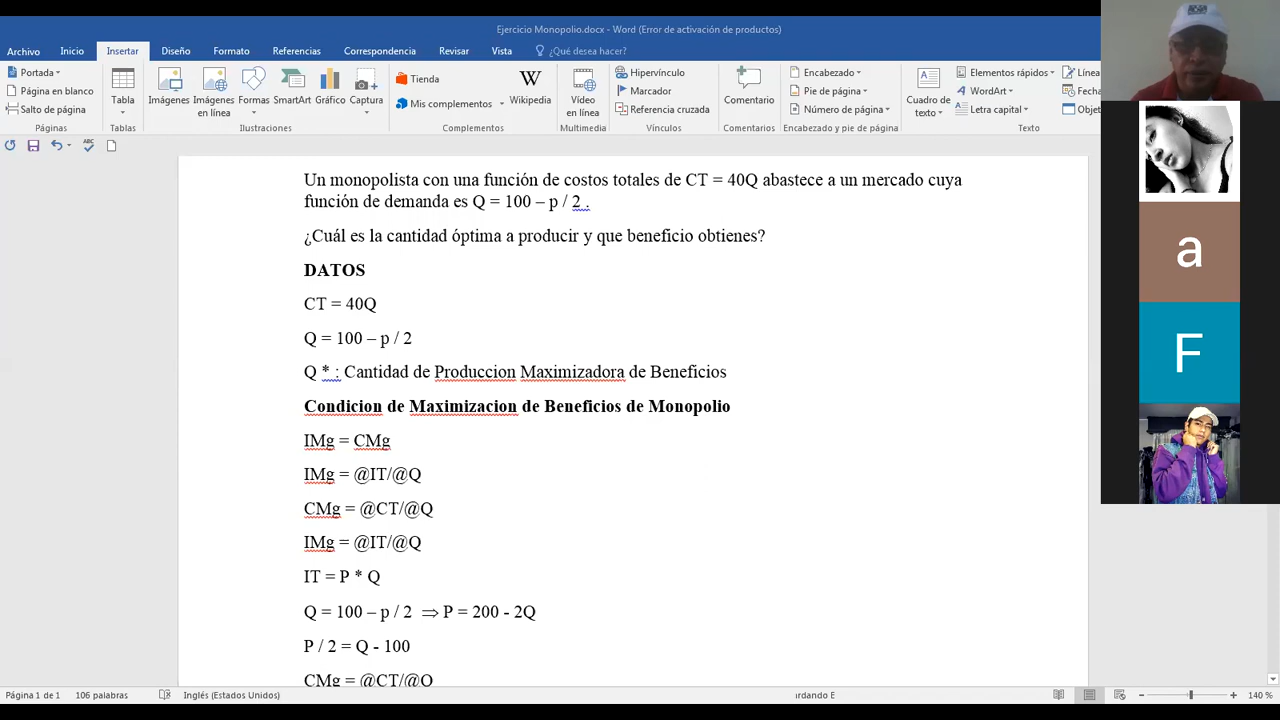 Ejercicio Monopolio.docx - Word (Error de activación de productos)
Archivo Inicio Insertar Diseño Formato Referencias Correspondencia Revisar Vista ¿Qué desea hacer?
Portada
Página en blanco
Salto de página
Páginas
Tabla
Tablas
Imágenes
Imágenes en línea
Formas
SmartArt
Gráfico
Captura
Ilustraciones
Tienda
Mis complementos
Wikipedia
Complementos
Vídeo en línea
Multimedia
Hipervínculo
Marcador
Referencia cruzada
Vínculos
Comentario
Comentarios
Encabezado
Pie de página
Número de página
Encabezado y pie de página
Cuadro de texto
Elementos rápidos
WordArt
Letra capital
Texto
Línea
Fecha
Objet
ABC
Un monopolista con una función de costos totales de CT = 40Q abastece a un mercado cuya
función de demanda es Q = 100 – p / 2 .
¿Cuál es la cantidad óptima a producir y que beneficio obtienes?
DATOS
CT = 40Q
Q = 100 – p / 2
Q * : Cantidad de Produccion Maximizadora de Beneficios
Condicion de Maximizacion de Beneficios de Monopolio
IMg = CMg
IMg = @IT/@Q
CMg = @CT/@Q
IMg = @IT/@Q
IT = P * Q
Q = 100 – p / 2 ⇒ P = 200 - 2Q
P / 2 = Q - 100
CMg = @CT/@Q
a
F
Página 1 de 1 106 palabras Inglés (Estados Unidos) ardando E 140 %